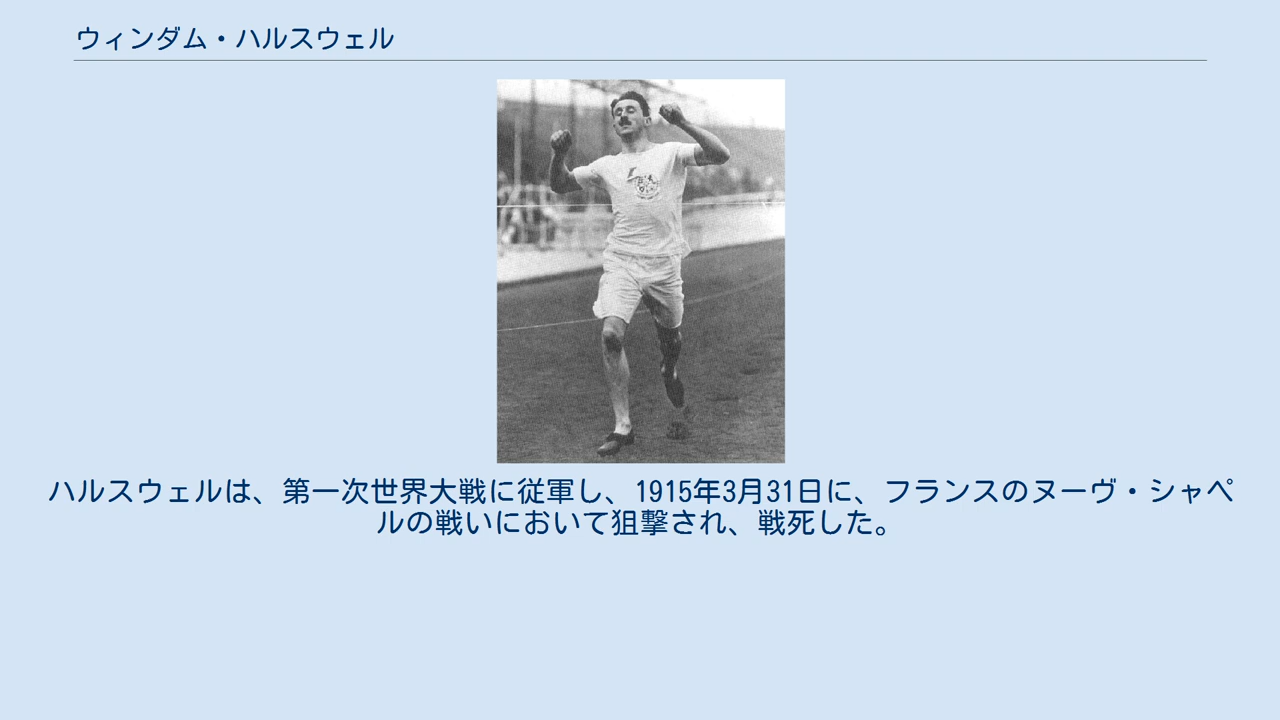 ウィンダム・ハルスウェル
ハルスウェルは、第一次世界大戦に従軍し、1915年3月31日に、フランスのヌーヴ・シャペ
ルの戦いにおいて狙撃され、戦死した。